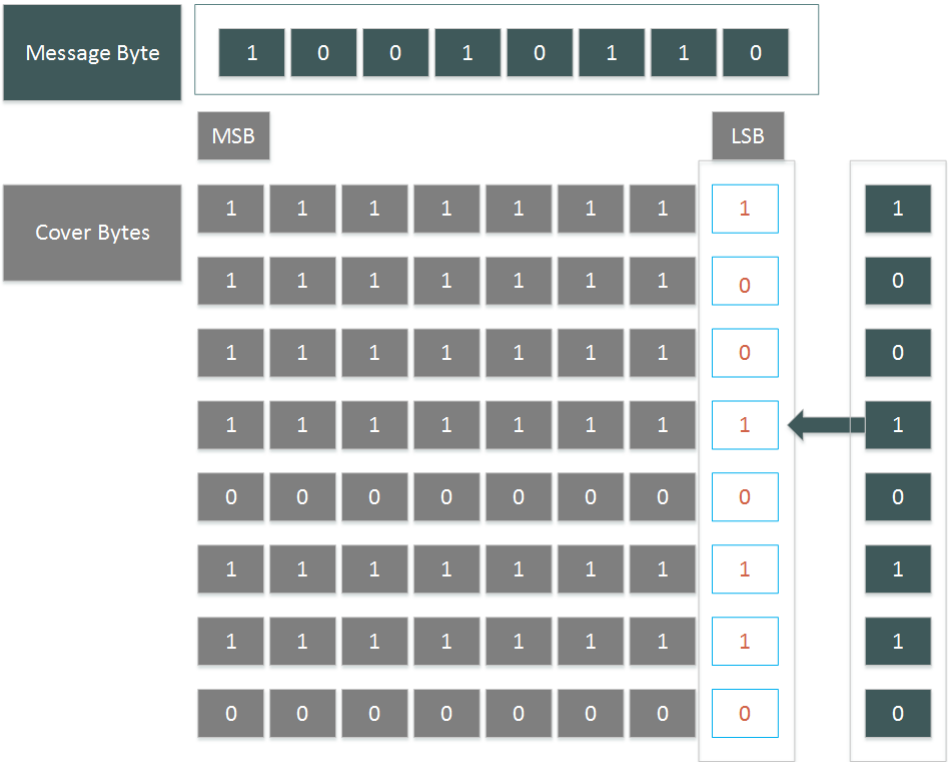 Message Byte 1 0 0 1 0 1 1 0
MSB LSB
Cover Bytes 1 1 1 1 1 1 1 1 1
1 1 1 1 1 1 1 0 0
1 1 1 1 1 1 1 0 0
1 1 1 1 1 1 1 1 1
0 0 0 0 0 0 0 0 0
1 1 1 1 1 1 1 1 1
1 1 1 1 1 1 1 1 1
0 0 0 0 0 0 0 0 0